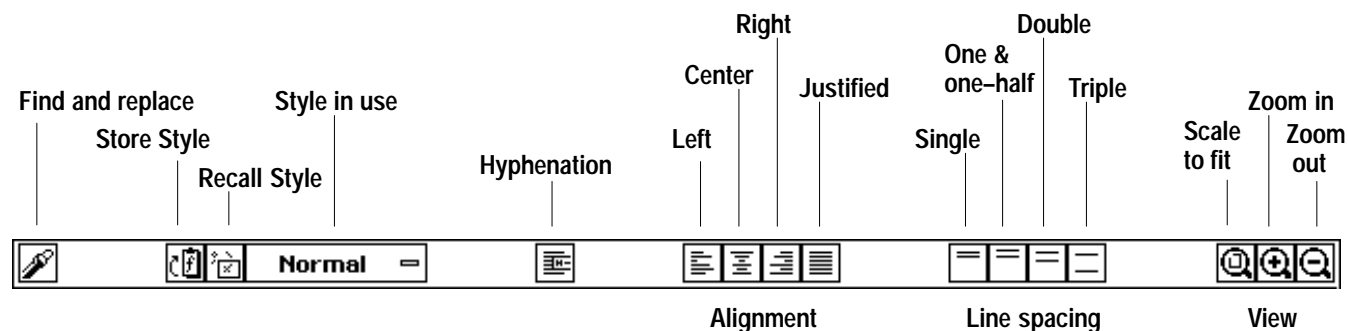 Right
Double
One &
one–half
Center
Justified
Triple
Find and replace
Style in use
Zoom in
Store Style
Left
Single
Scale
to fit
Zoom
out
Recall Style
Hyphenation
Normal
Alignment
Line spacing
View